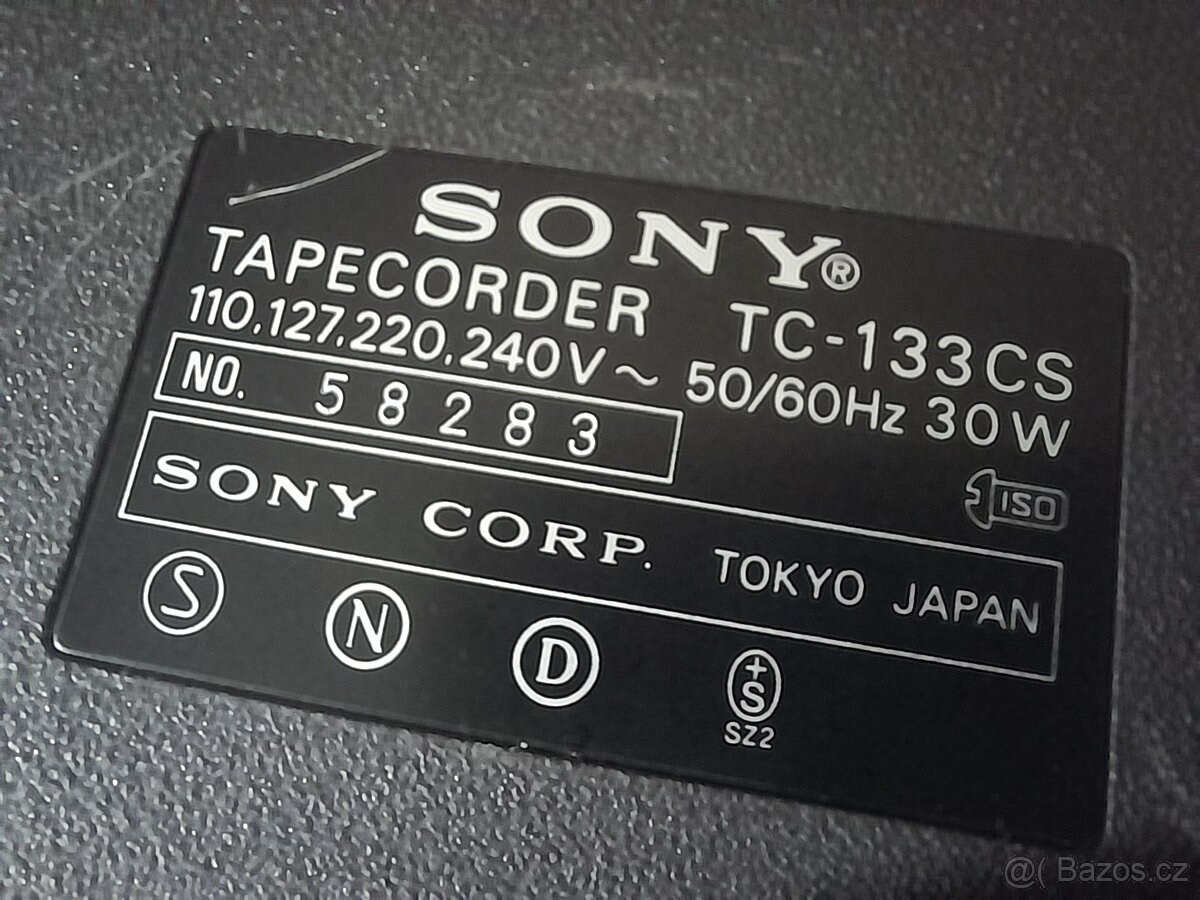 SONY®
TAPECORDER TC-133CS
110.127.220.240V ~ 50/60Hz 30W
NO. 58283
ISO
SONY CORP. TOKYO JAPAN
S N D +S
SZ2
@( Bazos.cz